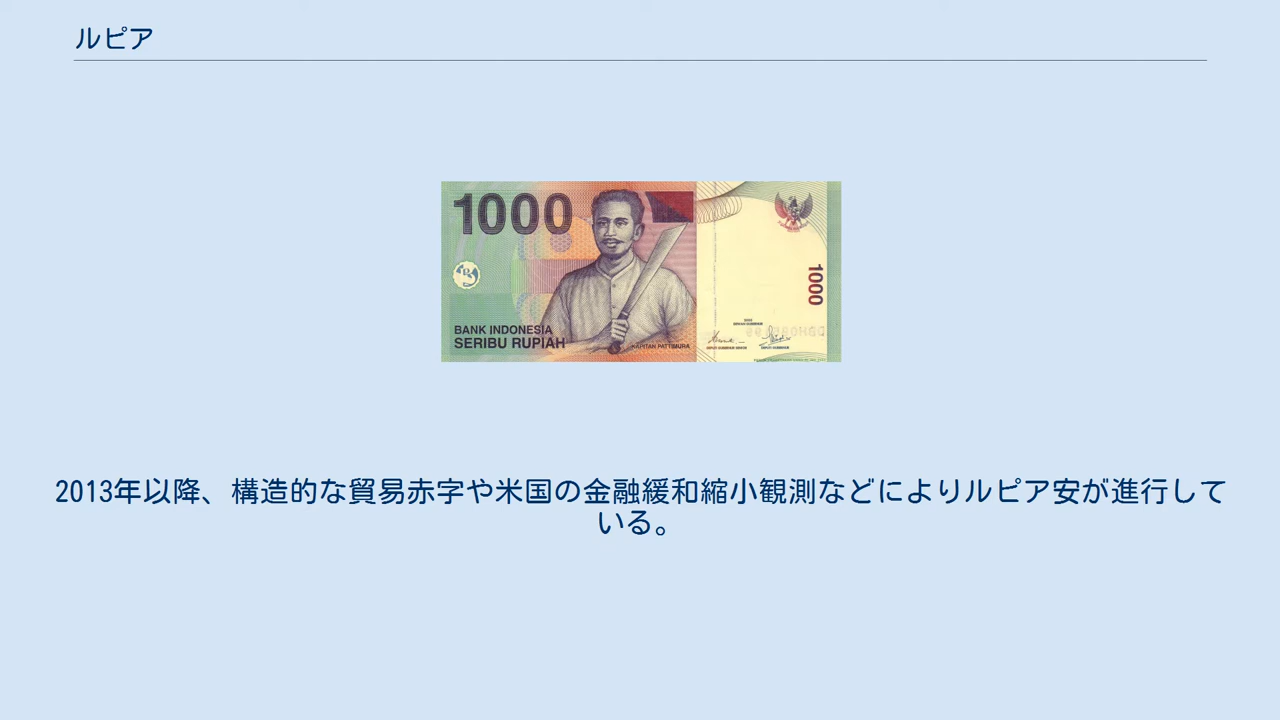 ルピア
1000
BANK INDONESIA
SERIBU RUPIAH
KAPITAN PATTIMURA
1000
2013年以降、構造的な貿易赤字や米国の金融緩和縮小観測などによりルピア安が進行して
いる。